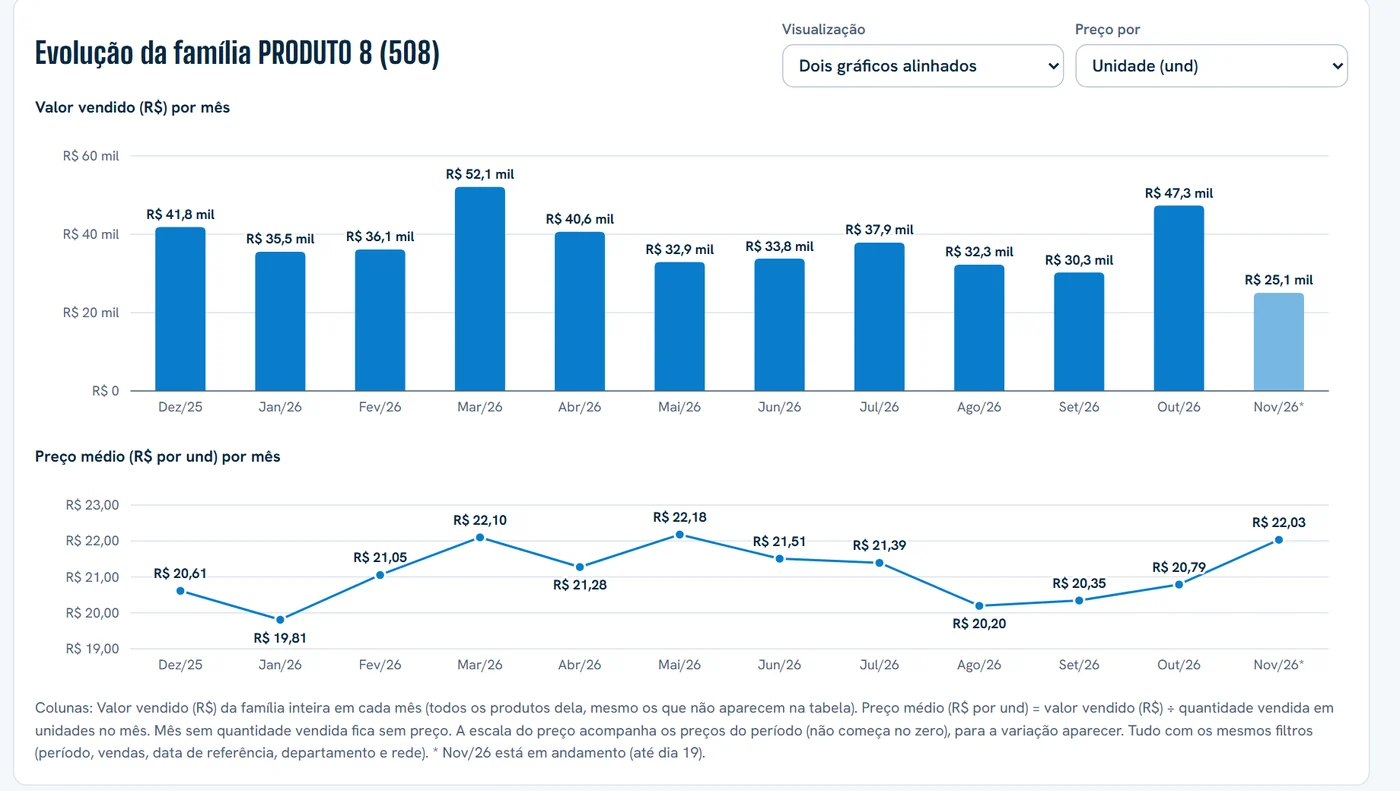 Evolução da família PRODUTO 8 (508)
Visualização
Dois gráficos alinhados
Preço por
Unidade (und)
Valor vendido (R$) por mês
R$ 60 mil
R$ 40 mil
R$ 20 mil
R$ 0
R$ 41,8 mil
R$ 35,5 mil
R$ 36,1 mil
R$ 52,1 mil
R$ 40,6 mil
R$ 32,9 mil
R$ 33,8 mil
R$ 37,9 mil
R$ 32,3 mil
R$ 30,3 mil
R$ 47,3 mil
R$ 25,1 mil
Dez/25 Jan/26 Fev/26 Mar/26 Abr/26 Mai/26 Jun/26 Jul/26 Ago/26 Set/26 Out/26 Nov/26*
Preço médio (R$ por und) por mês
R$ 23,00
R$ 22,00
R$ 21,00
R$ 20,00
R$ 19,00
R$ 20,61
R$ 19,81
R$ 21,05
R$ 22,10
R$ 21,28
R$ 22,18
R$ 21,51
R$ 21,39
R$ 20,20
R$ 20,35
R$ 20,79
R$ 22,03
Dez/25 Jan/26 Fev/26 Mar/26 Abr/26 Mai/26 Jun/26 Jul/26 Ago/26 Set/26 Out/26 Nov/26*
Colunas: Valor vendido (R$) da família inteira em cada mês (todos os produtos dela, mesmo os que não aparecem na tabela). Preço médio (R$ por und) = valor vendido (R$) ÷ quantidade vendida em
unidades no mês. Mês sem quantidade vendida fica sem preço. A escala do preço acompanha os preços do período (não começa no zero), para a variação aparecer. Tudo com os mesmos filtros
(período, vendas, data de referência, departamento e rede). * Nov/26 está em andamento (até dia 19).